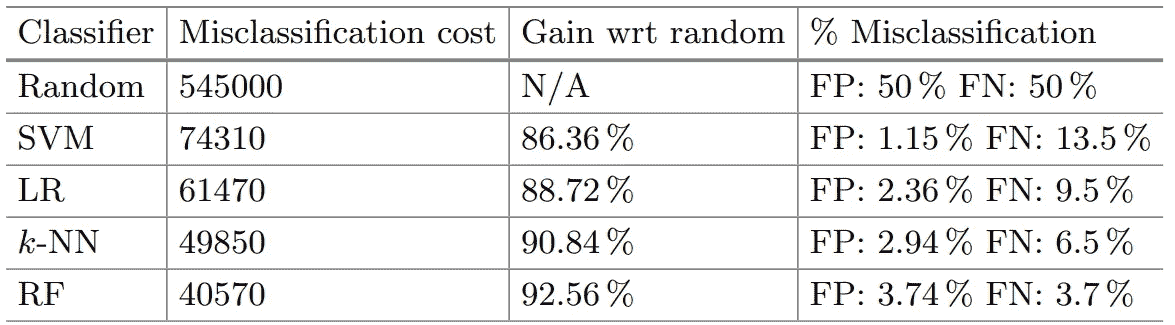 Classifier Misclassification cost Gain wrt random % Misclassification
Random 545000 N/A FP: 50 % FN: 50 %
SVM 74310 86.36 % FP: 1.15 % FN: 13.5 %
LR 61470 88.72 % FP: 2.36 % FN: 9.5 %
k-NN 49850 90.84 % FP: 2.94 % FN: 6.5 %
RF 40570 92.56 % FP: 3.74 % FN: 3.7 %